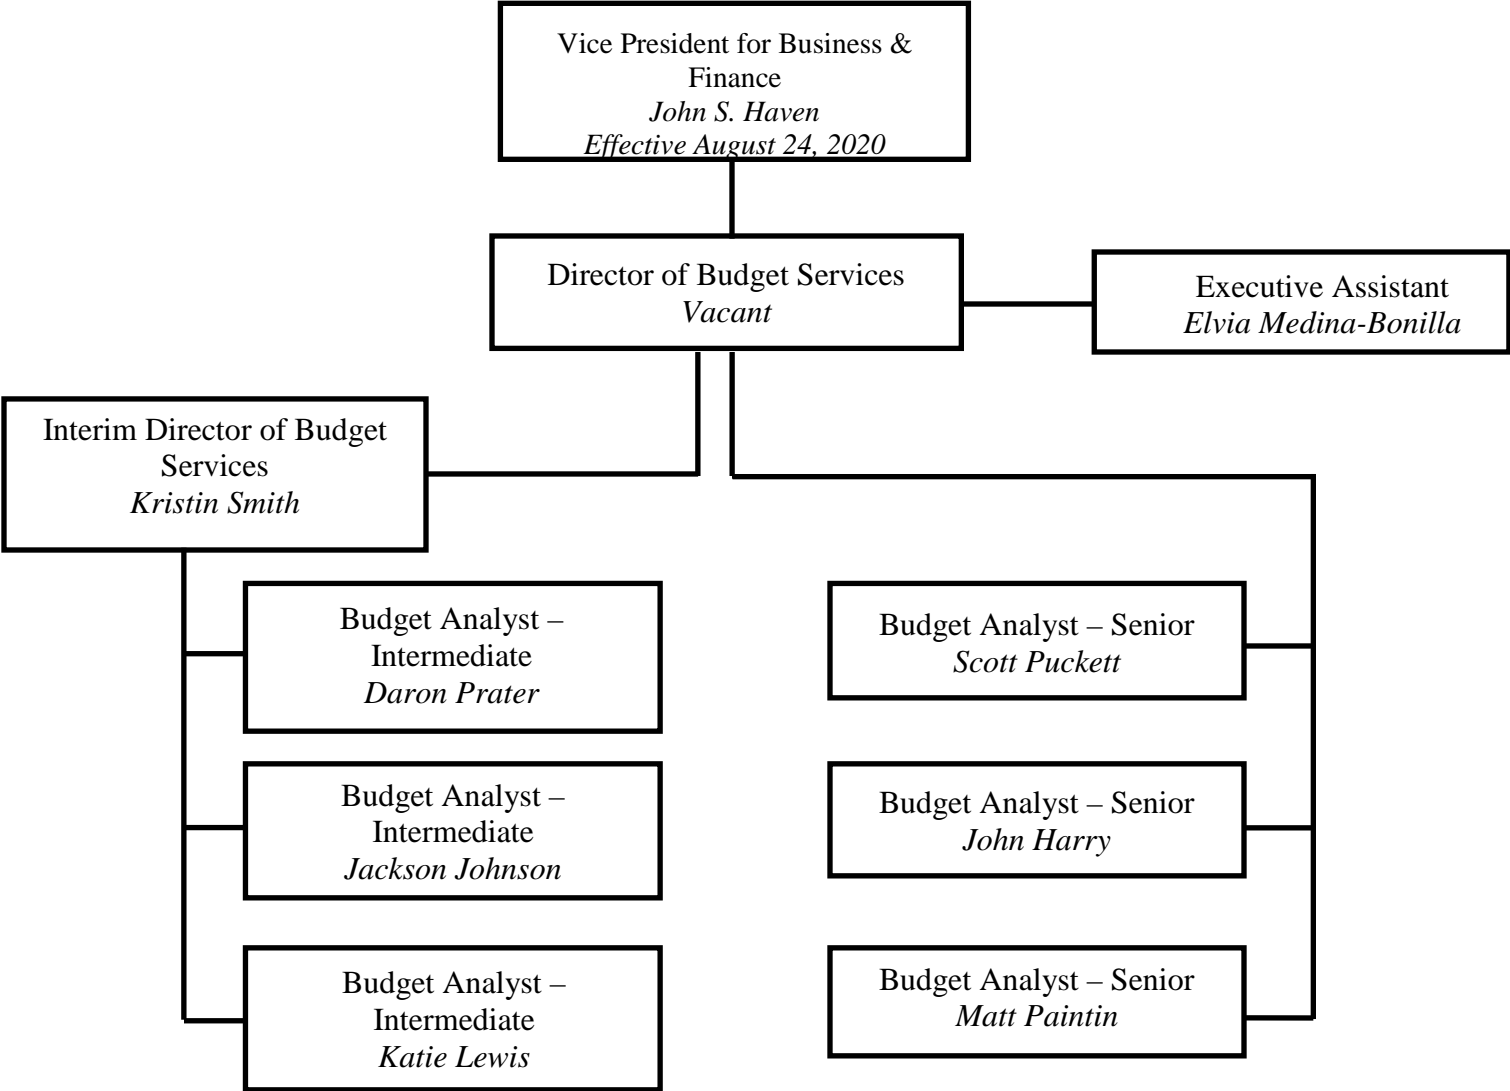 Vice President for Business &
Finance
John S. Haven
Effective August 24, 2020
Director of Budget Services
Vacant
Executive Assistant
Elvia Medina-Bonilla
Interim Director of Budget
Services
Kristin Smith
Budget Analyst –
Intermediate
Daron Prater
Budget Analyst –
Intermediate
Jackson Johnson
Budget Analyst –
Intermediate
Katie Lewis
Budget Analyst – Senior
Scott Puckett
Budget Analyst – Senior
John Harry
Budget Analyst – Senior
Matt Paintin